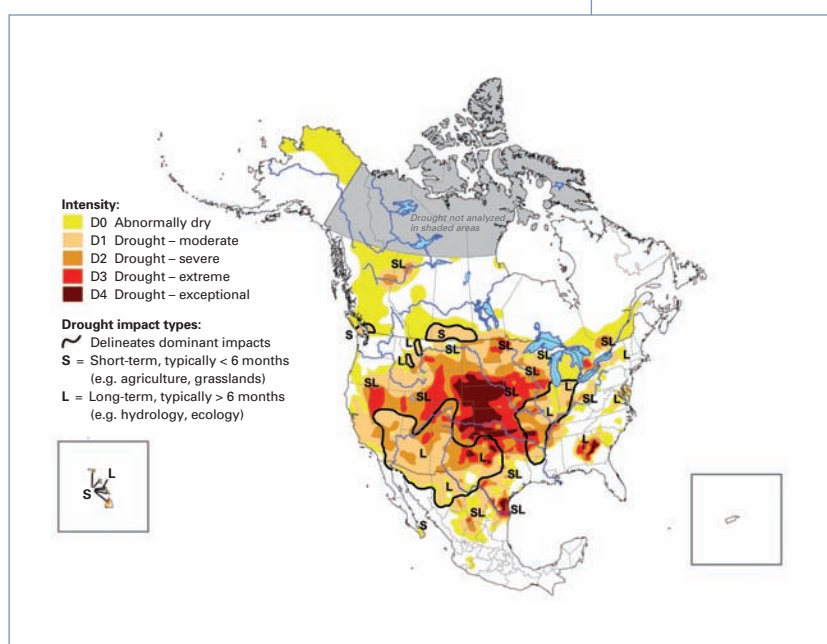 Drought not analyzed
in shaded areas
Intensity:
D0 Abnormally dry
D1 Drought – moderate
D2 Drought – severe
D3 Drought – extreme
D4 Drought – exceptional
Drought impact types:
Delineates dominant impacts
S = Short-term, typically < 6 months
(e.g. agriculture, grasslands)
L = Long-term, typically > 6 months
(e.g. hydrology, ecology)
SL
S
S
L
SL
SL
SL
SL
L
L
SL
L
SL
SL
SL
L
SL
L
L
L
L
L
SL
SL
SL
S
L
S